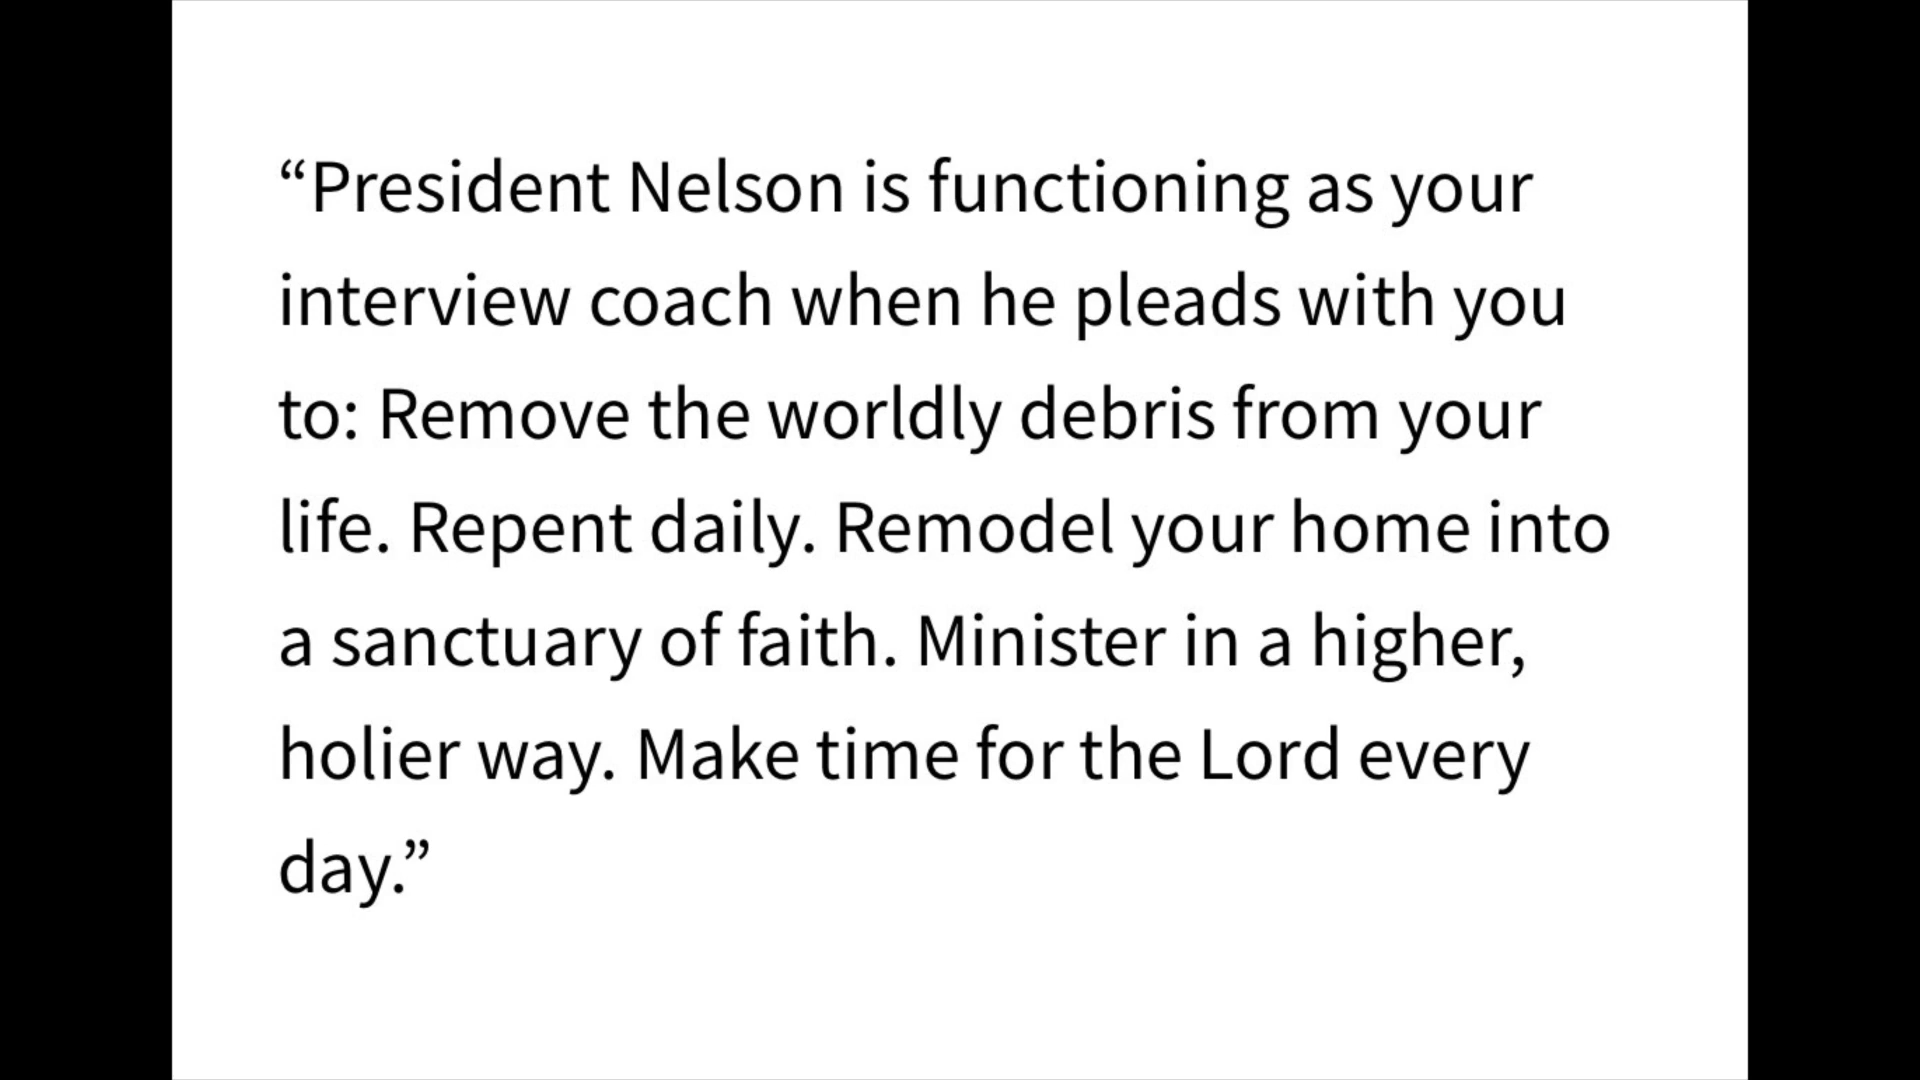 “President Nelson is functioning as your
interview coach when he pleads with you
to: Remove the worldly debris from your
life. Repent daily. Remodel your home into
a sanctuary of faith. Minister in a higher,
holier way. Make time for the Lord every
day.”